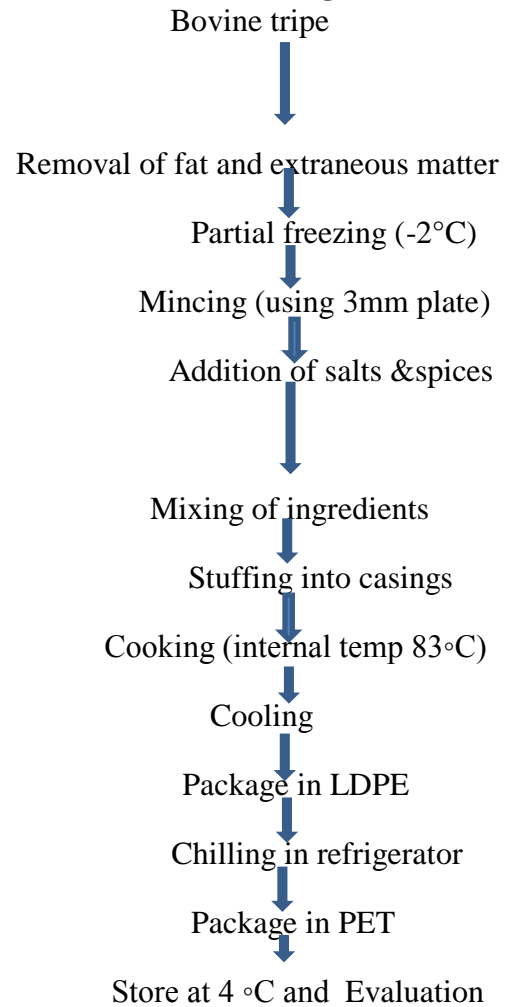 Bovine tripe
Removal of fat and extraneous matter
Partial freezing (-2°C)
Mincing (using 3mm plate)
Addition of salts &spices
Mixing of ingredients
Stuffing into casings
Cooking (internal temp 83◦C)
Cooling
Package in LDPE
Chilling in refrigerator
Package in PET
Store at 4 ◦C and  Evaluation